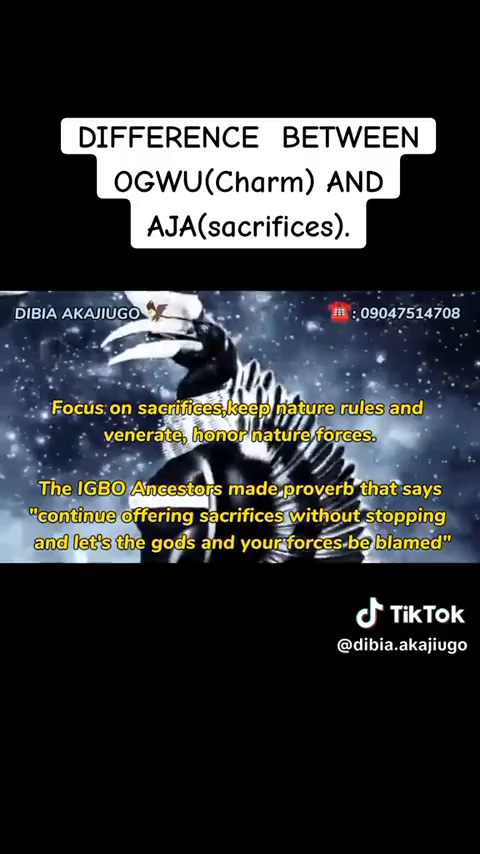 DIFFERENCE BETWEEN
OGWU(Charm) AND
AJA(sacrifices).
DIBIA AKAJIUGO
: 09047514708
Focus on sacrifices,keep nature rules and
venerate, honor nature forces.
The IGBO Ancestors made proverb that says
"continue offering sacrifices without stopping
and let's the gods and your forces be blamed"
TikTok
@dibia.akajiugo